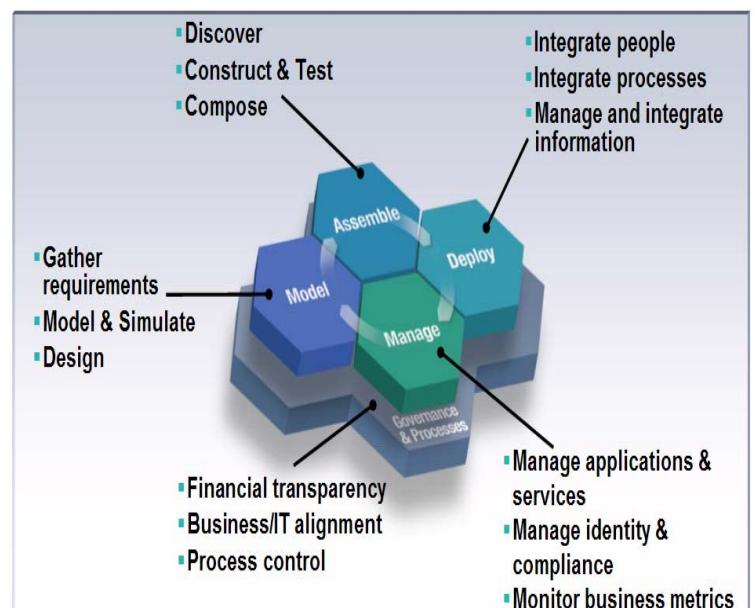 Discover
Construct & Test
Compose
Integrate people
Integrate processes
Manage and integrate
information
Assemble
Deploy
Model
Manage
Governance
& Processes
Gather
requirements
Model & Simulate
Design
Financial transparency
Business/IT alignment
Process control
Manage applications &
services
Manage identity &
compliance
Monitor business metrics